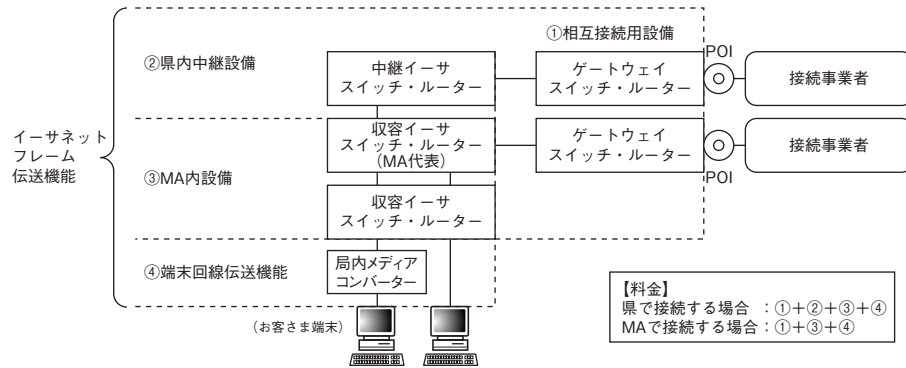 ①相互接続用設備
POI
②県内中継設備
中継イーサ
スイッチ・ルーター
ゲートウェイ
スイッチ・ルーター
接続事業者
イーサネット
フレーム
伝送機能
収容イーサ
スイッチ・ルーター
(MA代表)
ゲートウェイ
スイッチ・ルーター
接続事業者
POI
③MA内設備
収容イーサ
スイッチ・ルーター
④端末回線伝送機能
局内メディア
コンバーター
(お客さま端末)
【料金】
県で接続する場合 :①+②+③+④
MAで接続する場合:①+③+④